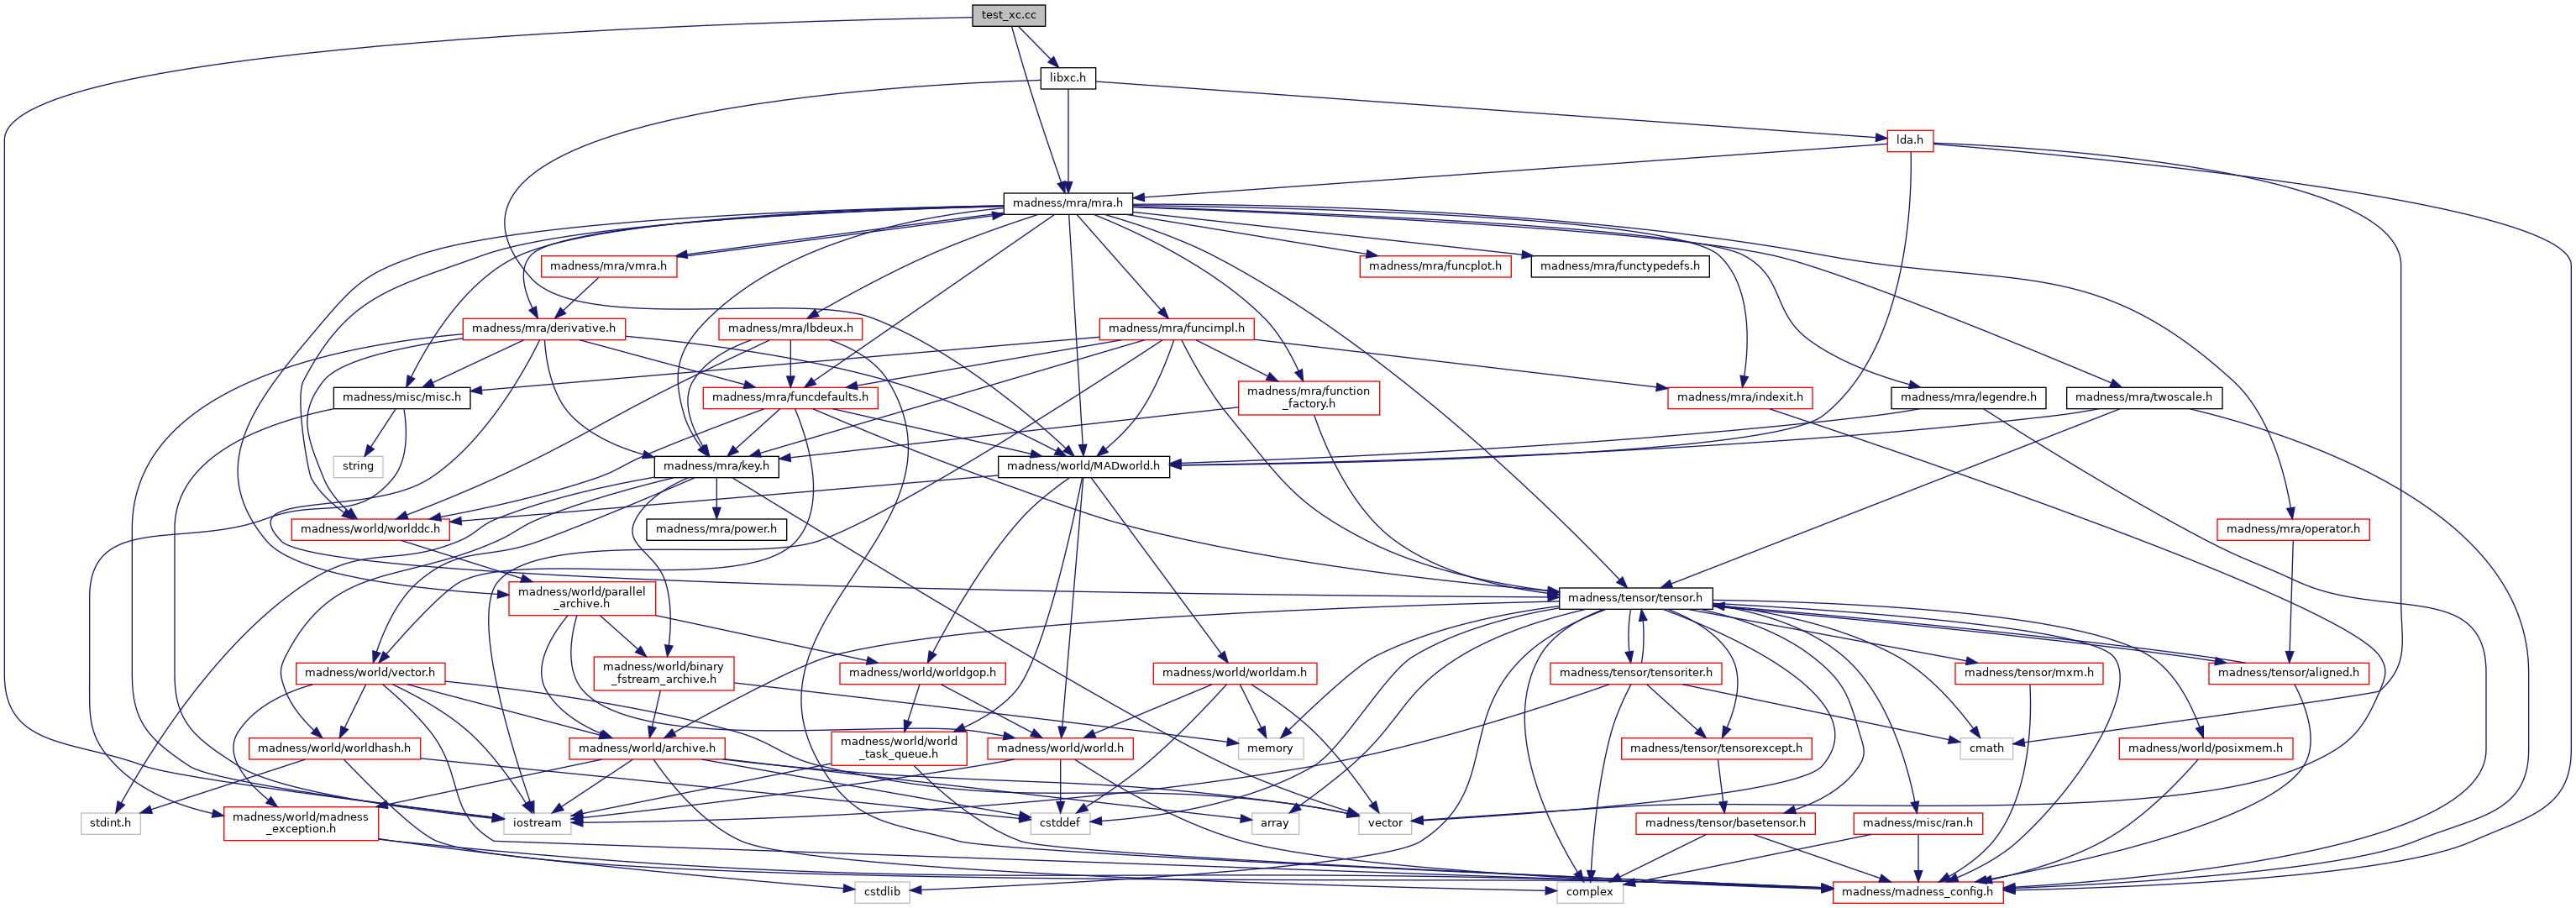 test_xc.cc
libxc.h
lda.h
madness/mra/mra.h
madness/mra/vmra.h
madness/mra/funcplot.h
madness/mra/functypedefs.h
madness/mra/derivative.h
madness/mra/lbdeux.h
madness/mra/funcimpl.h
madness/misc/misc.h
madness/mra/funcdefaults.h
madness/mra/function
_factory.h
madness/mra/indexit.h
madness/mra/legendre.h
madness/mra/twoscale.h
string
madness/mra/key.h
madness/world/MADworld.h
madness/world/worlddc.h
madness/mra/power.h
madness/mra/operator.h
madness/world/parallel
_archive.h
madness/tensor/tensor.h
madness/world/vector.h
madness/world/binary
_fstream_archive.h
madness/world/worldgop.h
madness/world/worldam.h
madness/tensor/tensoriter.h
madness/tensor/mxm.h
madness/tensor/aligned.h
madness/world/worldhash.h
madness/world/archive.h
madness/world/world
_task_queue.h
madness/world/world.h
memory
madness/tensor/tensorexcept.h
cmath
madness/world/posixmem.h
stdint.h
madness/world/madness
_exception.h
iostream
cstddef
array
vector
madness/tensor/basetensor.h
madness/misc/ran.h
cstdlib
complex
madness/madness_config.h